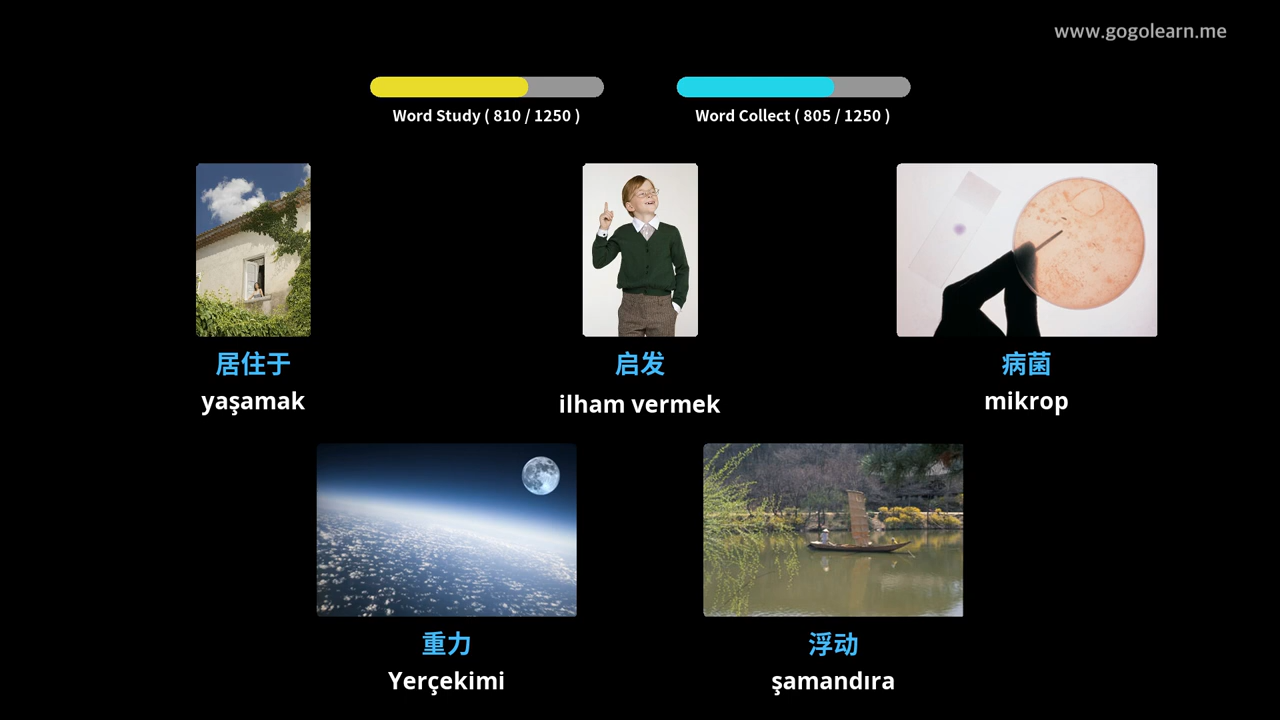 www.gogolearn.me
Word Study ( 810 / 1250 )
Word Collect ( 805 / 1250 )
居住于
yaşamak
启发
ilham vermek
病菌
mikrop
重力
Yerçekimi
浮动
şamandıra